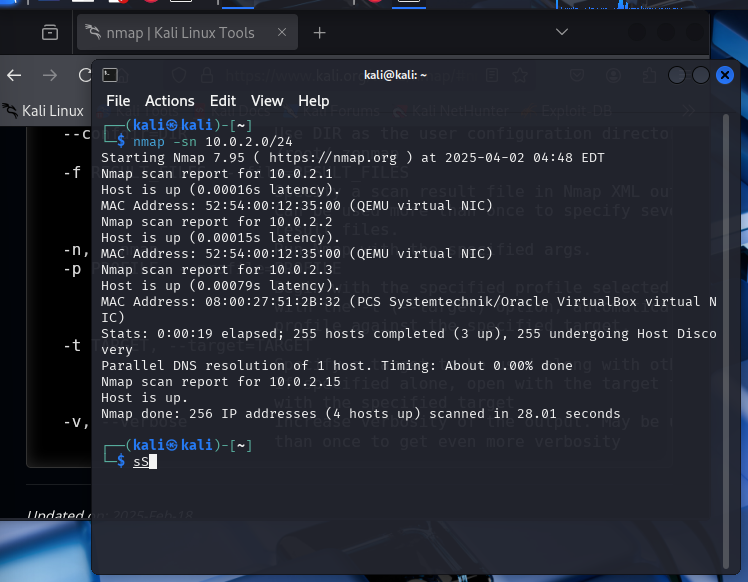 nmap | Kali Linux Tools
kali@kali: ~
File Actions Edit View Help
Kali Linux
┌──(kali㉿kali)-[~]
└─$ nmap -sn 10.0.2.0/24
Starting Nmap 7.95 ( https://nmap.org ) at 2025-04-02 04:48 EDT
Nmap scan report for 10.0.2.1
Host is up (0.00016s latency).
MAC Address: 52:54:00:12:35:00 (QEMU virtual NIC)
Nmap scan report for 10.0.2.2
Host is up (0.00015s latency).
MAC Address: 52:54:00:12:35:00 (QEMU virtual NIC)
Nmap scan report for 10.0.2.3
Host is up (0.00079s latency).
MAC Address: 08:00:27:51:2B:32 (PCS Systemtechnik/Oracle VirtualBox virtual N
IC)
Stats: 0:00:19 elapsed; 255 hosts completed (3 up), 255 undergoing Host Disco
very
Parallel DNS resolution of 1 host. Timing: About 0.00% done
Nmap scan report for 10.0.2.15
Host is up.
Nmap done: 256 IP addresses (4 hosts up) scanned in 28.01 seconds
┌──(kali㉿kali)-[~]
└─$ sS
-f
-n,
-p
-t
-v,
Updated on: 2025-Feb-18